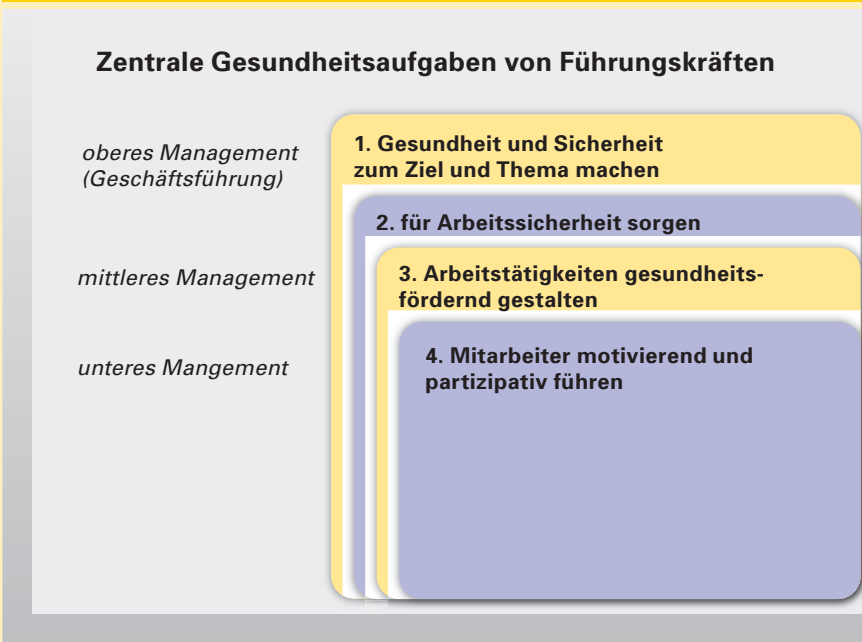 Zentrale Gesundheitsaufgaben von Führungskräften
oberes Management
(Geschäftsführung)
1. Gesundheit und Sicherheit
zum Ziel und Thema machen
2. für Arbeitssicherheit sorgen
mittleres Management
3. Arbeitstätigkeiten gesundheits-
fördernd gestalten
unteres Mangement
4. Mitarbeiter motivierend und
partizipativ führen